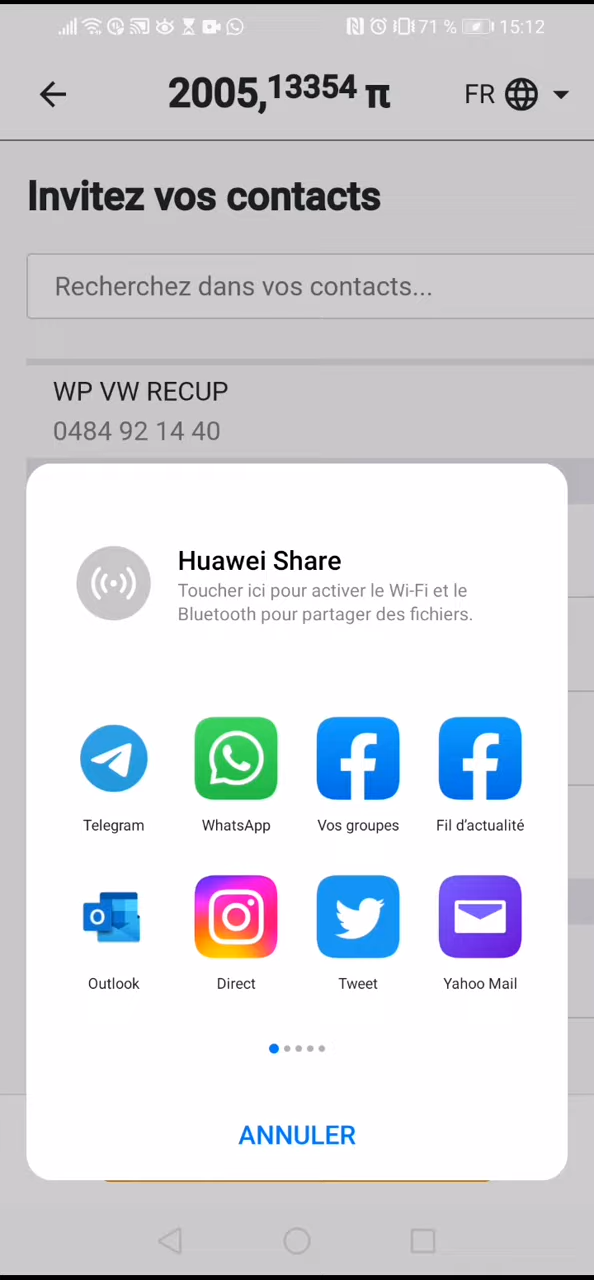 71 % 15:12
2005,13354 π FR
Invitez vos contacts
Recherchez dans vos contacts...
WP VW RECUP
0484 92 14 40
Huawei Share
Toucher ici pour activer le Wi-Fi et le
Bluetooth pour partager des fichiers.
Telegram WhatsApp Vos groupes Fil d'actualité
Outlook Direct Tweet Yahoo Mail
ANNULER